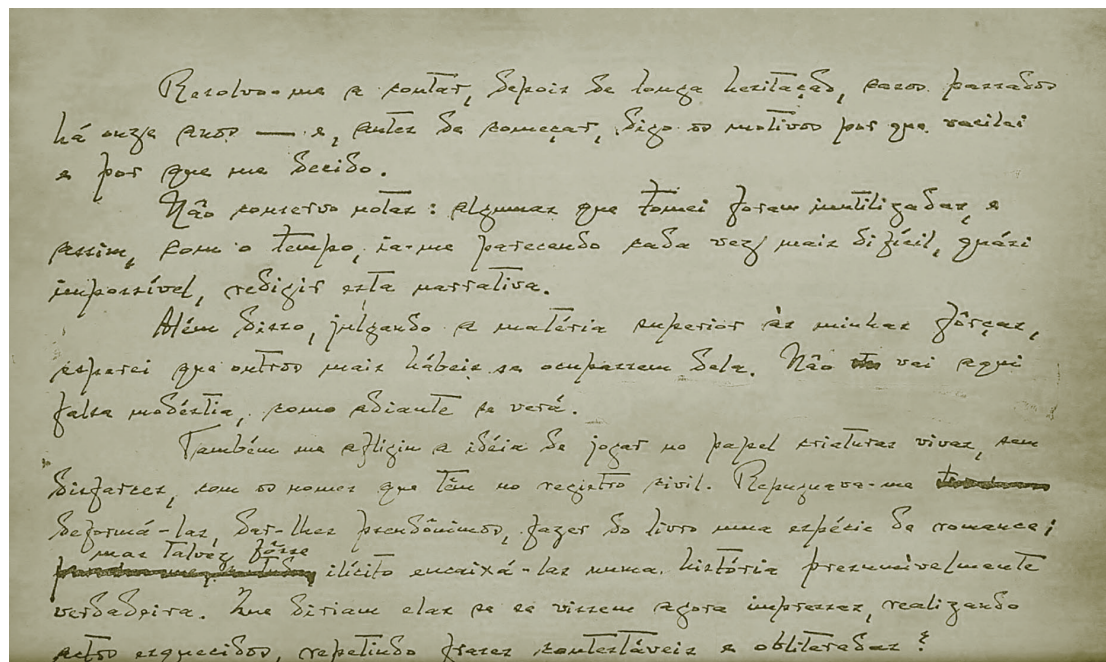 Resolvo-me a contar, depois de longa hesitação, casos passados
há onze anos — e, antes de começar, digo os motivos por que vacilei
e por que me decido.
Não conservo notas: algumas que tomei foram inutilizadas, e
assim, com o tempo, ia-me parecendo cada vez mais difícil, quási
impossível, redigir esta narrativa.
Além disso, julgando a matéria superior às minhas fôrças,
esperei que outros mais hábeis se ocupassem dela. Não vai aqui
falsa modéstia, como adiante se verá.
Também me afligiu a idéia de jogar no papel criaturas vivas, sem
disfarces, com os nomes que têm no registro civil. Repugnava-me
deformá-las, dar-lhes pseudônimos, fazer do livro uma espécie de romance;
mas talvez fôsse
ilícito encaixá-las numa história presumivelmente
verdadeira. Que diriam elas se se vissem agora impressas, realizando
actos esquecidos, repetindo frases contestáveis e obliteradas?